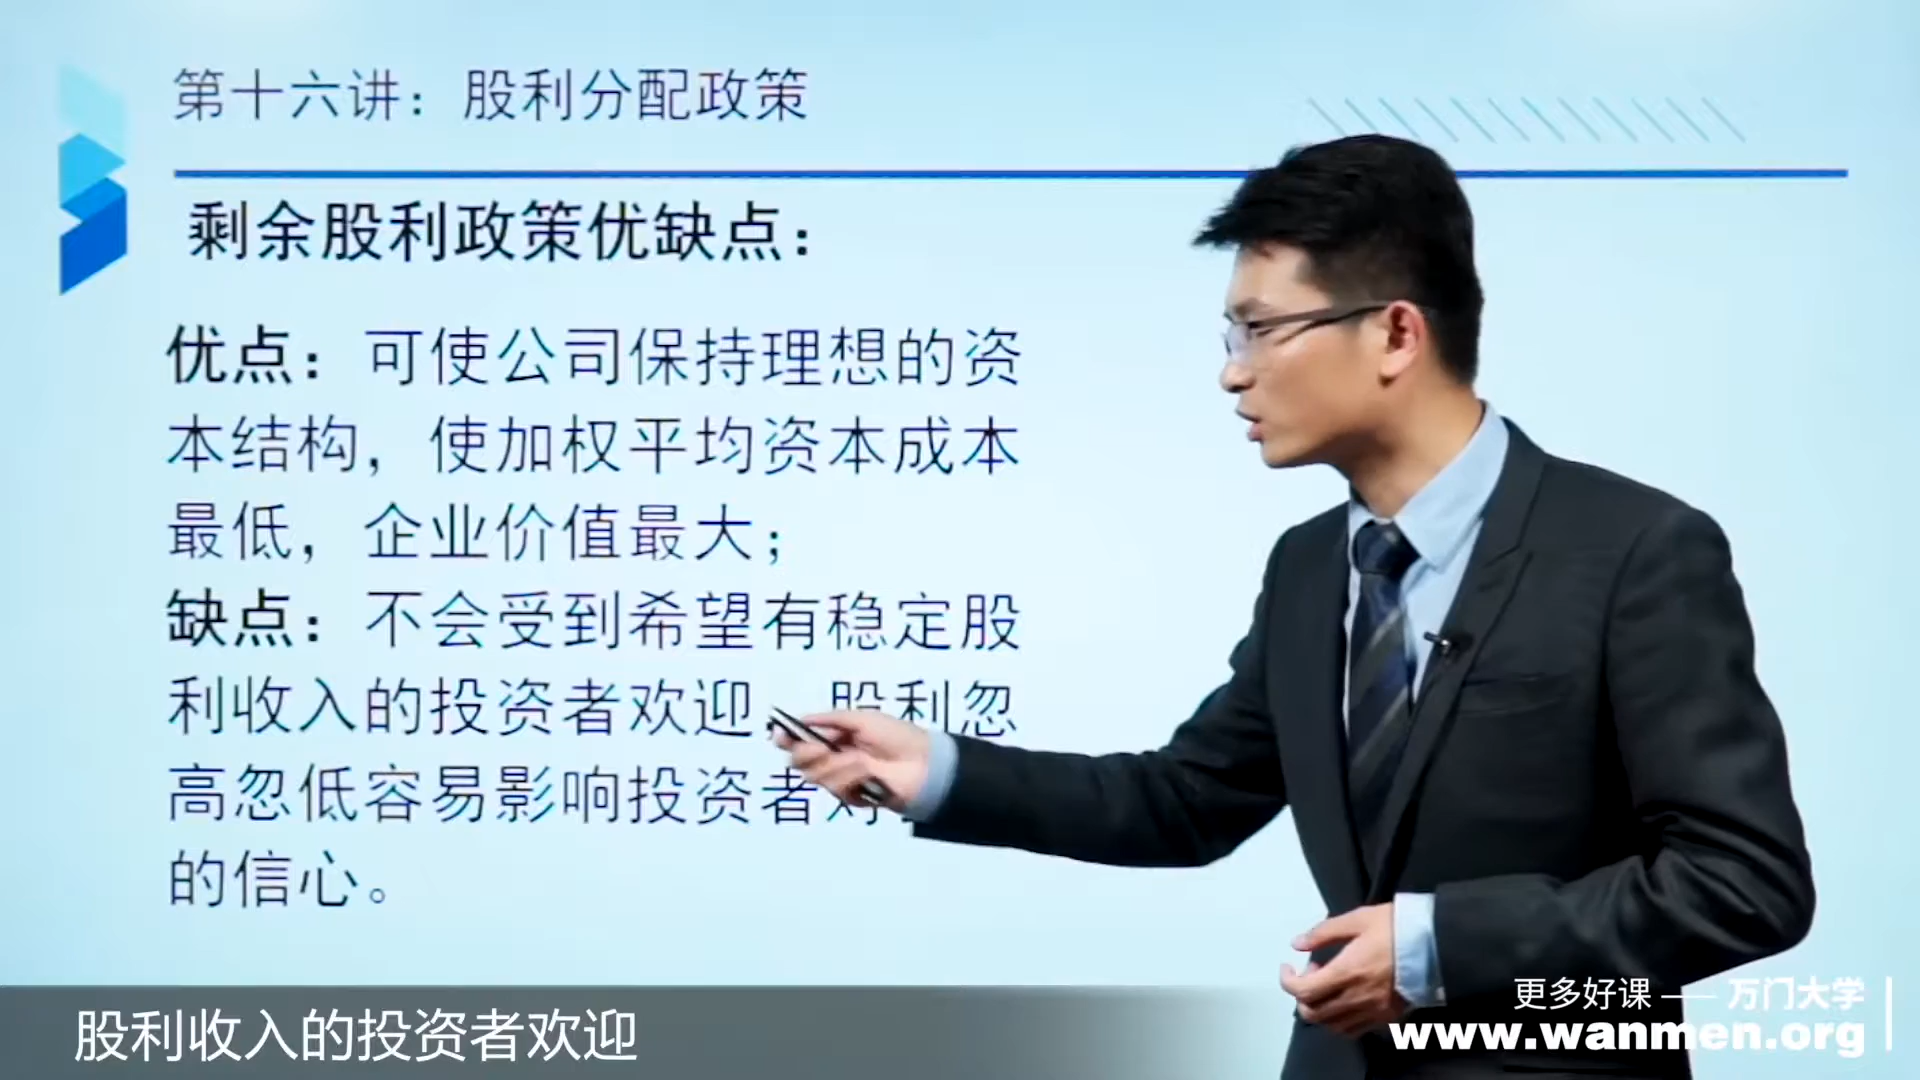 第十六讲：股利分配政策
剩余股利政策优缺点：
优点：可使公司保持理想的资
本结构，使加权平均资本成本
最低，企业价值最大；
缺点：不会受到希望有稳定股
利收入的投资者欢迎，股利忽
高忽低容易影响投资者对
的信心。
股利收入的投资者欢迎
更多好课 —— 万门大学
www.wanmen.org